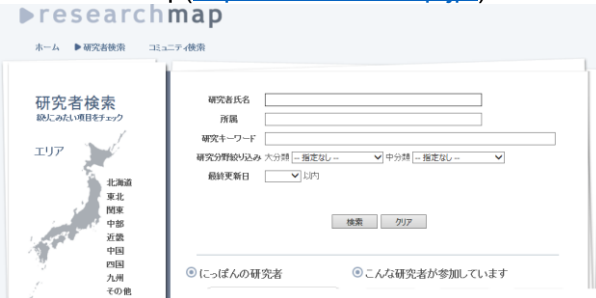 researchmap
ホーム ▶研究者検索 コミュニティ検索
研究者検索
絞りこみたい項目をチェック
エリア
北海道
東北
関東
中部
近畿
中国
四国
九州
その他
研究者氏名
所属
研究キーワード
研究分野絞り込み 大分類 -- 指定なし -- 中分類 -- 指定なし --
最終更新日 以内
検索 クリア
にっぽんの研究者 こんな研究者が参加しています